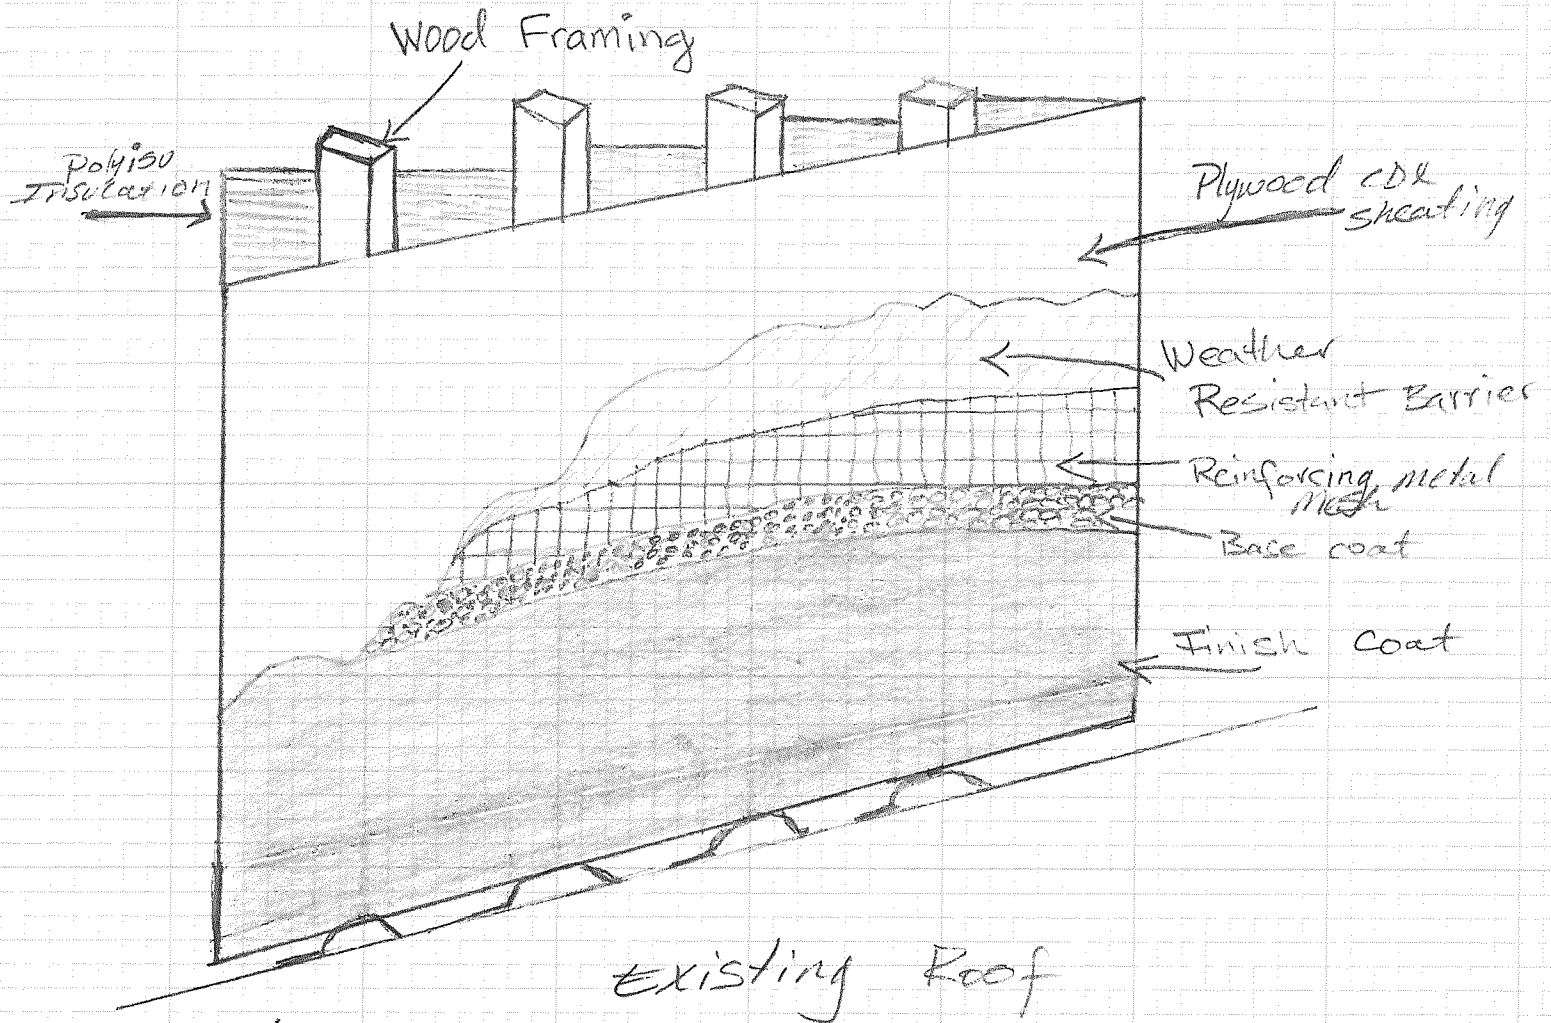 Wood Framing
Polyiso
Insulation
Plywood CDX
sheating
Weather
Resistant Barrier
Reinforcing metal
Mesh
Base coat
Finish Coat
Existing Roof